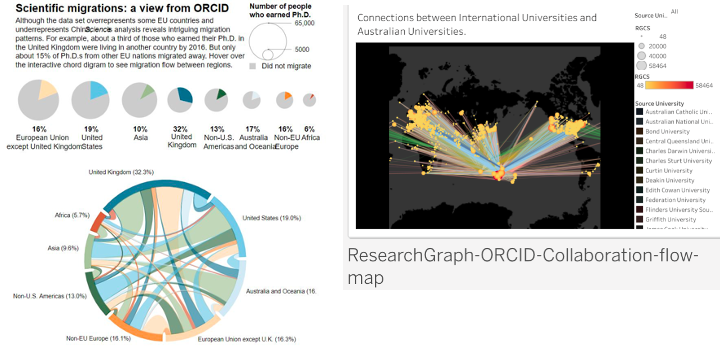 Scientific migrations: a view from ORCID
Although the data set overrepresents some EU countries and
underrepresents China, Science's analysis reveals intriguing migration
patterns. For example, about a third of those who earned their Ph.D. in
the United Kingdom were living in another country by 2016. But only
about 15% of Ph.D.s from other EU nations migrated away. Hover over
the interactive chord digram to see migration flow between regions.
Number of people
who earned Ph.D.
65,000
5000
Did not migrate
16%
European Union
except United Kingdom
19%
United
States
10%
Asia
32%
United
Kingdom
13%
Non-U.S.
Americas
17%
Australia
and Oceania
16%
Non-EU
Europe
6%
Africa
United Kingdom (32.3%)
Africa (5.7%)
United States (19.0%)
Asia (9.6%)
Non-U.S. Americas (13.0%)
Australia and Oceania (16.
Non-EU Europe (16.1%)
European Union except U.K. (16.3%)
Connections between International Universities and
Australian Universities.
Source Uni..
All
RGCS
48
20000
40000
58464
RGCS
48
58464
Source University
Australian Catholic Un..
Australian National Uni..
Bond University
Central Queensland Uni..
Charles Darwin Universi..
Charles Sturt University
Curtin University
Deakin University
Edith Cowan University
Federation University
Flinders University Sou..
Griffith University
ResearchGraph-ORCID-Collaboration-flow-
map